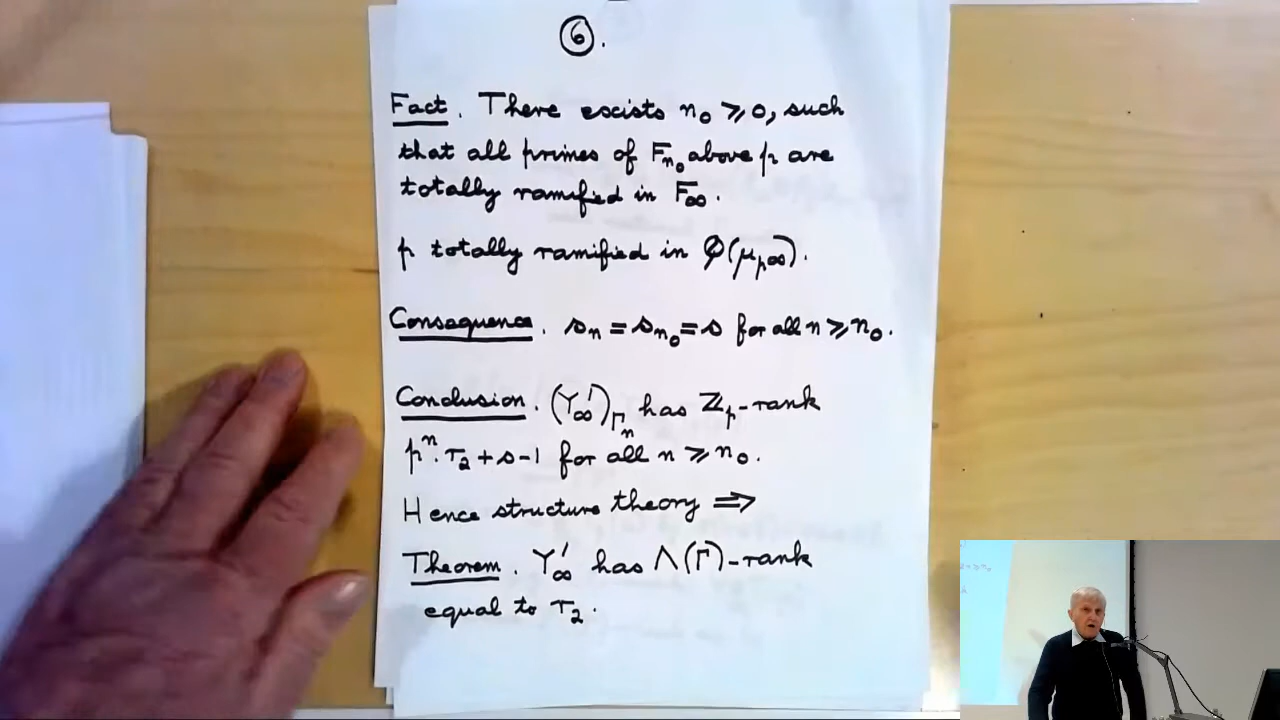 ⑥.
Fact. There exists n₀ ⩾ 0, such
that all primes of F_{n₀} above p are
totally ramified in F_∞.
p totally ramified in ℚ(μ_{p^∞}).
Consequence. s_n = s_{n₀} = s for all n ⩾ n₀.
Conclusion. (Y'_∞)_{Γ_n} has ℤ_p-rank
pⁿ·r₂ + s - 1 for all n ⩾ n₀.
Hence structure theory ⟹
Theorem. Y'_∞ has Λ(Γ)-rank
equal to r₂.